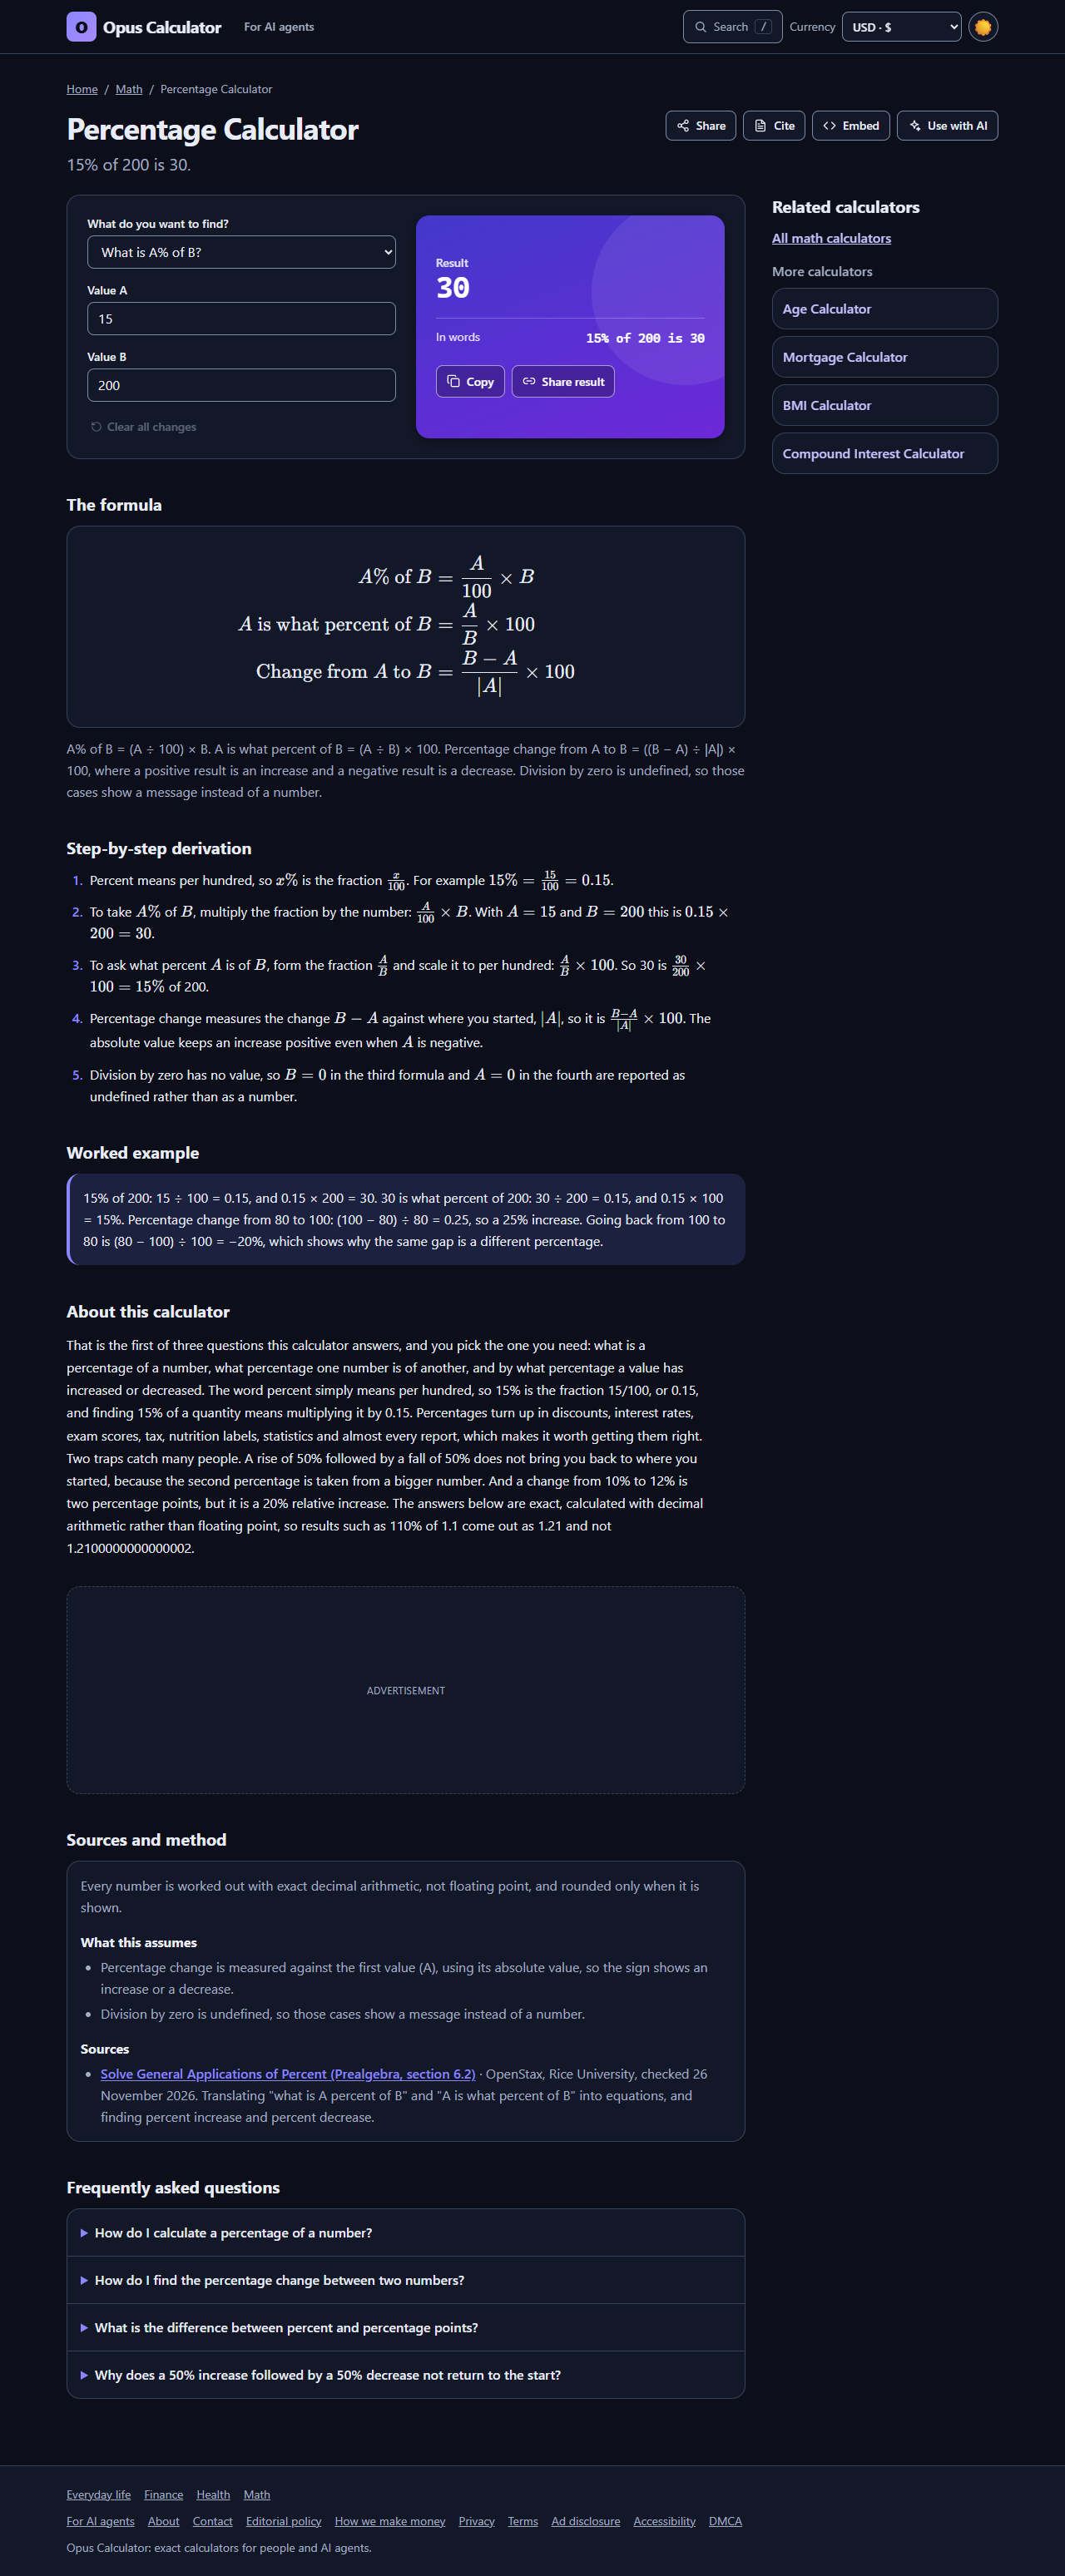 O Opus Calculator For AI agents Search / Currency USD · $
Home / Math / Percentage Calculator
Percentage Calculator
Share Cite Embed Use with AI
15% of 200 is 30.
What do you want to find?
What is A% of B?
Value A
15
Value B
200
Clear all changes
Result
30
In words 15% of 200 is 30
Copy Share result
Related calculators
All math calculators
More calculators
Age Calculator
Mortgage Calculator
BMI Calculator
Compound Interest Calculator
The formula
A% of B = A/100 × B
A is what percent of B = A/B × 100
Change from A to B = B − A/|A| × 100
A% of B = (A ÷ 100) × B. A is what percent of B = (A ÷ B) × 100. Percentage change from A to B = ((B − A) ÷ |A|) ×
100, where a positive result is an increase and a negative result is a decrease. Division by zero is undefined, so those
cases show a message instead of a number.
Step-by-step derivation
1. Percent means per hundred, so x% is the fraction x/100. For example 15% = 15/100 = 0.15.
2. To take A% of B, multiply the fraction by the number: A/100 × B. With A = 15 and B = 200 this is 0.15 ×
200 = 30.
3. To ask what percent A is of B, form the fraction A/B and scale it to per hundred: A/B × 100. So 30 is 30/200 ×
100 = 15% of 200.
4. Percentage change measures the change B − A against where you started, |A|, so it is B−A/|A| × 100. The
absolute value keeps an increase positive even when A is negative.
5. Division by zero has no value, so B = 0 in the third formula and A = 0 in the fourth are reported as
undefined rather than as a number.
Worked example
15% of 200: 15 ÷ 100 = 0.15, and 0.15 × 200 = 30. 30 is what percent of 200: 30 ÷ 200 = 0.15, and 0.15 × 100
= 15%. Percentage change from 80 to 100: (100 − 80) ÷ 80 = 0.25, so a 25% increase. Going back from 100 to
80 is (80 − 100) ÷ 100 = −20%, which shows why the same gap is a different percentage.
About this calculator
That is the first of three questions this calculator answers, and you pick the one you need: what is a
percentage of a number, what percentage one number is of another, and by what percentage a value has
increased or decreased. The word percent simply means per hundred, so 15% is the fraction 15/100, or 0.15,
and finding 15% of a quantity means multiplying it by 0.15. Percentages turn up in discounts, interest rates,
exam scores, tax, nutrition labels, statistics and almost every report, which makes it worth getting them right.
Two traps catch many people. A rise of 50% followed by a fall of 50% does not bring you back to where you
started, because the second percentage is taken from a bigger number. And a change from 10% to 12% is
two percentage points, but it is a 20% relative increase. The answers below are exact, calculated with decimal
arithmetic rather than floating point, so results such as 110% of 1.1 come out as 1.21 and not
1.2100000000000002.
ADVERTISEMENT
Sources and method
Every number is worked out with exact decimal arithmetic, not floating point, and rounded only when it is
shown.
What this assumes
• Percentage change is measured against the first value (A), using its absolute value, so the sign shows an
increase or a decrease.
• Division by zero is undefined, so those cases show a message instead of a number.
Sources
• Solve General Applications of Percent (Prealgebra, section 6.2) · OpenStax, Rice University, checked 26
November 2026. Translating "what is A percent of B" and "A is what percent of B" into equations, and
finding percent increase and percent decrease.
Frequently asked questions
How do I calculate a percentage of a number?
How do I find the percentage change between two numbers?
What is the difference between percent and percentage points?
Why does a 50% increase followed by a 50% decrease not return to the start?
Everyday life Finance Health Math
For AI agents About Contact Editorial policy How we make money Privacy Terms Ad disclosure Accessibility DMCA
Opus Calculator: exact calculators for people and AI agents.